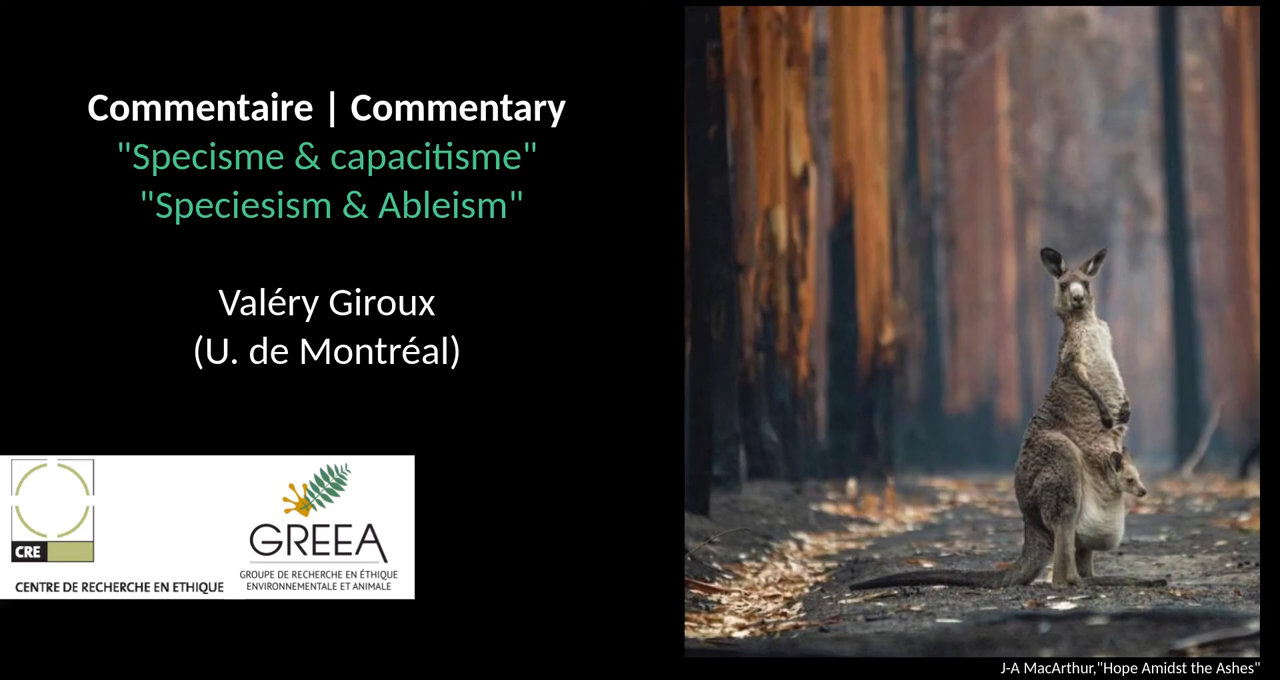 Commentaire | Commentary
"Specisme & capacitisme"
"Speciesism & Ableism"
Valéry Giroux
(U. de Montréal)
CRE
CENTRE DE RECHERCHE EN ETHIQUE
GREEA
GROUPE DE RECHERCHE EN ÉTHIQUE
ENVIRONNEMENTALE ET ANIMALE
J-A MacArthur,"Hope Amidst the Ashes"